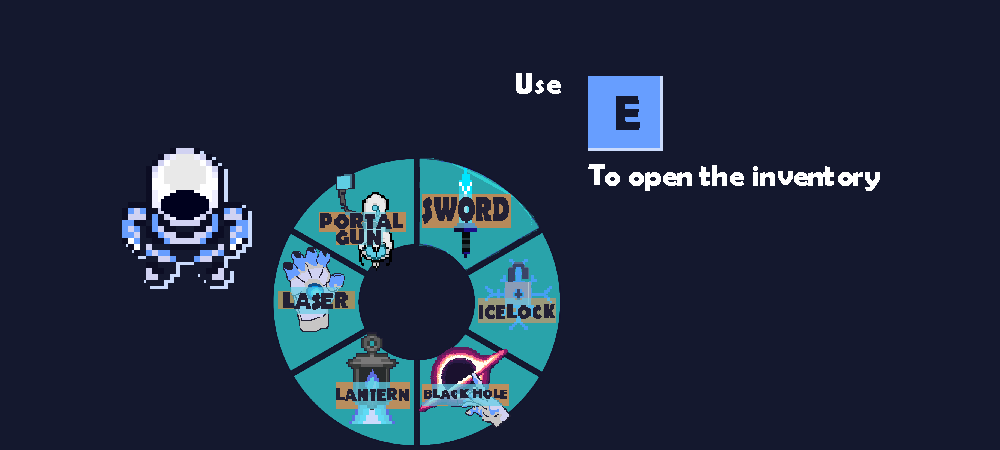 Use
E
To open the inventory
PORTAL
GUN
SWORD
LASER
ICELOCK
LANTERN
BLACK HOLE